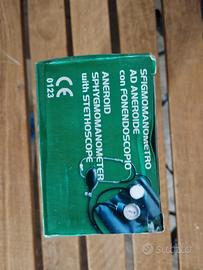 SFIGMOMANOMETRO
AD ANEROIDE
con FONENDOSCOPIO
ANEROID
SPHYGMOMANOMETER
with STETHOSCOPE
CE
0123
subito